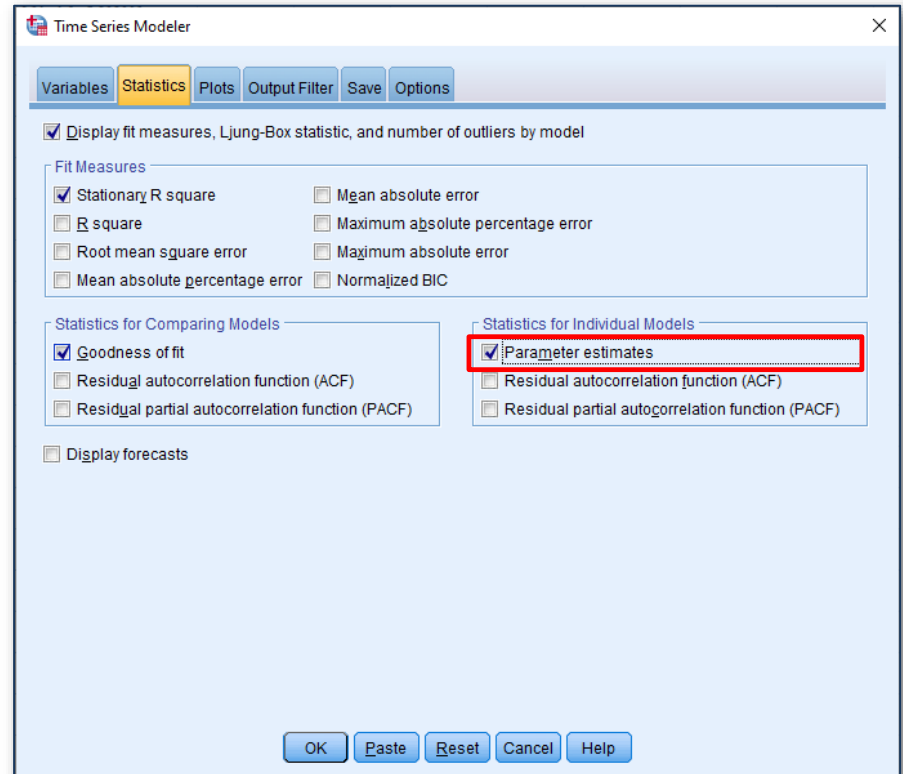 Time Series Modeler
Variables Statistics Plots Output Filter Save Options
Display fit measures, Ljung-Box statistic, and number of outliers by model
Fit Measures
Stationary R square
R square
Root mean square error
Mean absolute percentage error
Mean absolute error
Maximum absolute percentage error
Maximum absolute error
Normalized BIC
Statistics for Comparing Models
Goodness of fit
Residual autocorrelation function (ACF)
Residual partial autocorrelation function (PACF)
Statistics for Individual Models
Parameter estimates
Residual autocorrelation function (ACF)
Residual partial autocorrelation function (PACF)
Display forecasts
OK Paste Reset Cancel Help